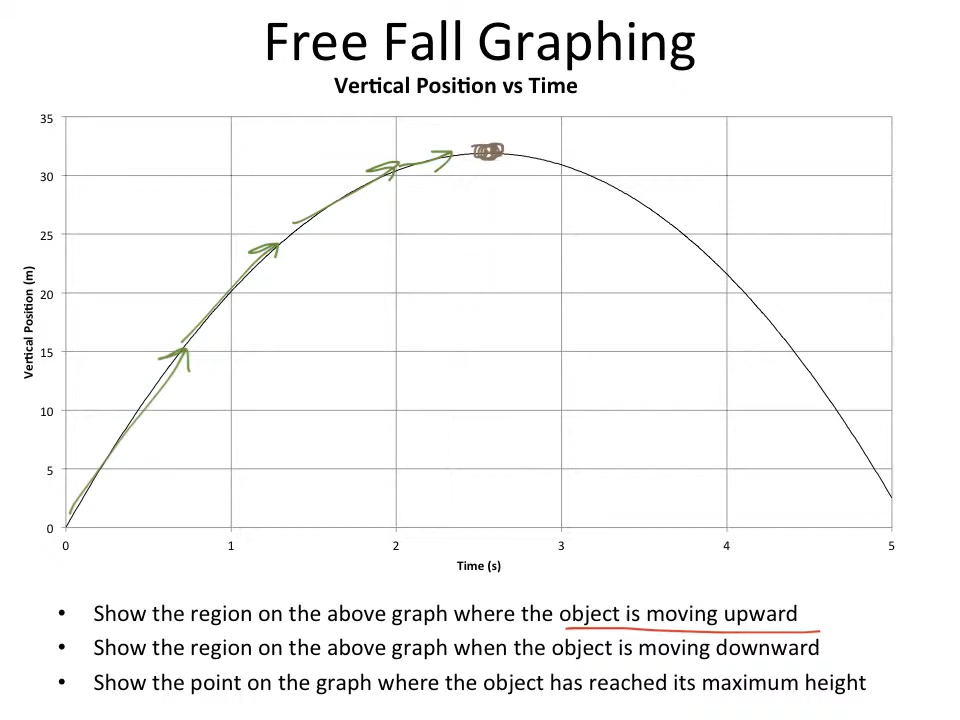 Free Fall Graphing
Vertical Position vs Time
35
30
25
20
15
10
5
0
Vertical Position (m)
0 1 2 3 4 5
Time (s)
• Show the region on the above graph where the object is moving upward
• Show the region on the above graph when the object is moving downward
• Show the point on the graph where the object has reached its maximum height